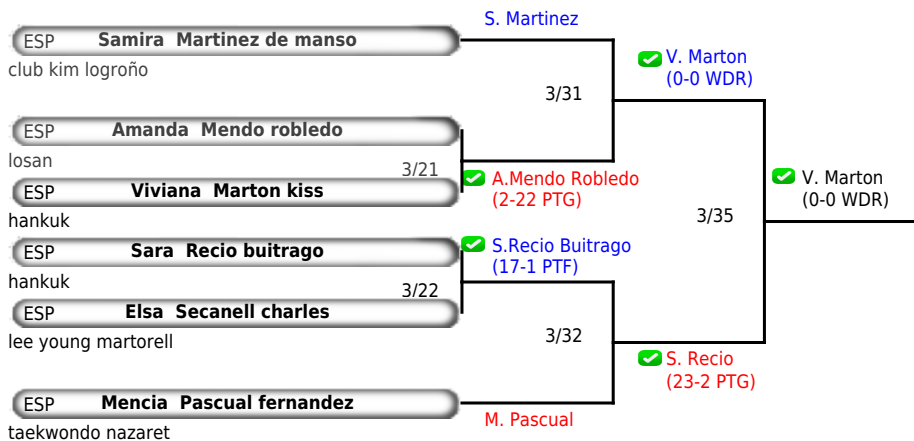 S. Martinez
ESP Samira Martinez de manso
club kim logroño
V. Marton
(0-0 WDR)
3/31
ESP Amanda Mendo robledo
losan
3/21
A.Mendo Robledo
(2-22 PTG)
ESP Viviana Marton kiss
hankuk
V. Marton
(0-0 WDR)
3/35
ESP Sara Recio buitrago
hankuk
S.Recio Buitrago
(17-1 PTF)
3/22
ESP Elsa Secanell charles
lee young martorell
3/32
S. Recio
(23-2 PTG)
ESP Mencia Pascual fernandez
taekwondo nazaret
M. Pascual